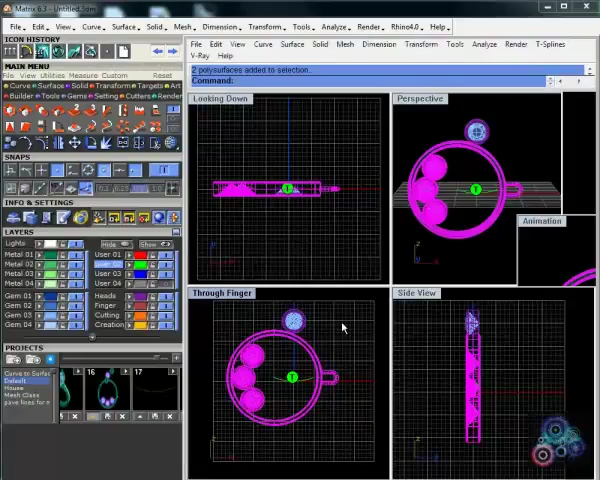 Matrix 6.3 - Untitled.3dm
File Edit View Curve Surface Solid Mesh Dimension Transform Tools Analyze Render Rhino4.0 Help
ICON HISTORY
MAIN MENU
File View Utilities Measure Custom Reset
Curve Surface Solid Transform Targets Art
Builder Tools Gems Setting Cutters Render
SNAPS
INFO & SETTINGS
LAYERS
Lights Hide Show
Metal 01 User 01
Metal 02 User 02
Metal 03 User 03
Metal 04 User 04
Gem 01 Heads
Gem 02 Finger
Gem 03 Cutting
Gem 04 Creation
PROJECTS
Curve to Surfac
Default
House
Mesh Class
pave lines for r
16
17
File Edit View Curve Surface Solid Mesh Dimension Transform Tools Analyze Render T-Splines
V-Ray Help
2 polysurfaces added to selection.
Command:
Looking Down
Perspective
Animation
Through Finger
Side View
T
T
T